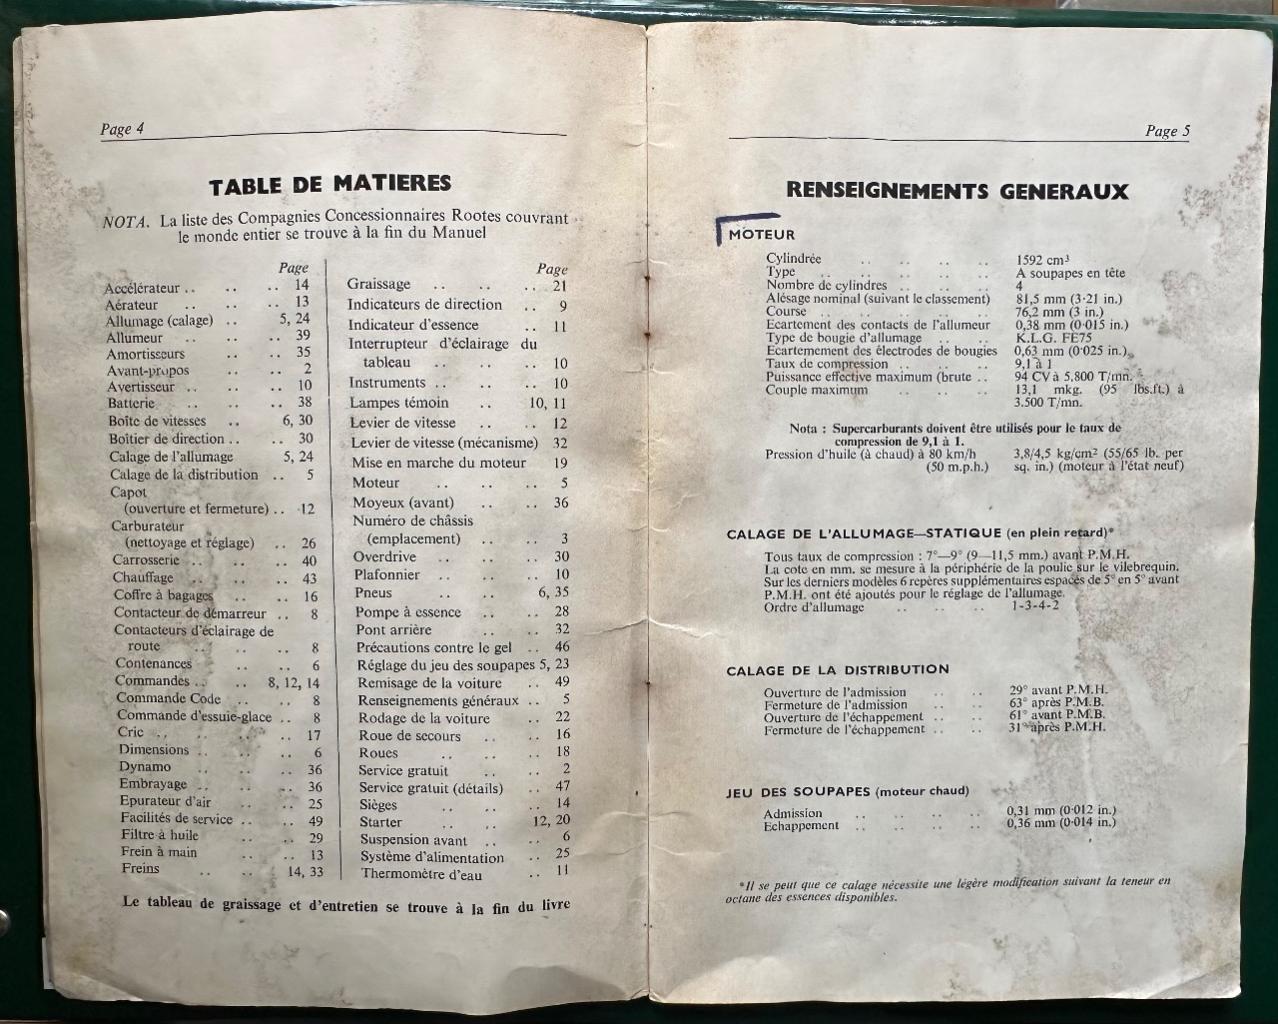 Page 4
TABLE DE MATIERES
NOTA. La liste des Compagnies Concessionnaires Rootes couvrant
le monde entier se trouve à la fin du Manuel
Page
Accélérateur .. .. .. 14
Aérateur .. .. .. 13
Allumage (calage) .. 5, 24
Allumeur .. .. .. 39
Amortisseurs .. .. 35
Avant-propos .. .. 2
Avertisseur .. .. .. 10
Batterie .. .. .. 38
Boîte de vitesses .. 6, 30
Boîtier de direction .. .. 30
Calage de l'allumage 5, 24
Calage de la distribution .. 5
Capot
(ouverture et fermeture) .. 12
Carburateur
(nettoyage et réglage) .. 26
Carrosserie .. .. .. 40
Chauffage .. .. .. 43
Coffre à bagages .. .. 16
Contacteur de démarreur .. 8
Contacteurs d'éclairage de
route .. .. .. 8
Contenances .. .. 6
Commandes .. .. 8, 12, 14
Commande Code .. .. 8
Commande d'essuie-glace .. 8
Cric .. .. .. 17
Dimensions .. .. .. 6
Dynamo .. .. .. 36
Embrayage .. .. .. 36
Epurateur d'air .. .. 25
Facilités de service .. .. 49
Filtre à huile .. .. 29
Frein à main .. .. 13
Freins .. .. 14, 33
Page
Graissage .. .. .. 21
Indicateurs de direction .. 9
Indicateur d'essence .. 11
Interrupteur d'éclairage du
tableau .. .. .. 10
Instruments .. .. .. 10
Lampes témoin .. 10, 11
Levier de vitesse .. .. 12
Levier de vitesse (mécanisme) 32
Mise en marche du moteur 19
Moteur .. .. .. 5
Moyeux (avant) .. .. 36
Numéro de châssis
(emplacement) .. .. 3
Overdrive .. .. .. 30
Plafonnier .. .. .. 10
Pneus .. .. 6, 35
Pompe à essence .. .. 28
Pont arrière .. .. 32
Précautions contre le gel .. 46
Réglage du jeu des soupapes 5, 23
Remisage de la voiture .. 49
Renseignements généraux .. 5
Rodage de la voiture .. 22
Roue de secours .. .. 16
Roues .. .. .. 18
Service gratuit .. .. 2
Service gratuit (détails) .. 47
Sièges .. .. .. 14
Starter .. .. 12, 20
Suspension avant .. .. 6
Système d'alimentation .. 25
Thermomètre d'eau .. 11
Le tableau de graissage et d'entretien se trouve à la fin du livre
Page 5
RENSEIGNEMENTS GENERAUX
MOTEUR
Cylindrée .. .. .. .. 1592 cm³
Type .. .. .. .. .. A soupapes en tête
Nombre de cylindres .. .. .. 4
Alésage nominal (suivant le classement) 81,5 mm (3·21 in.)
Course .. .. .. .. .. 76,2 mm (3 in.)
Ecartement des contacts de l'allumeur 0,38 mm (0·015 in.)
Type de bougie d'allumage .. .. K.L.G. FE75
Ecartemement des électrodes de bougies 0,63 mm (0·025 in.)
Taux de compression .. .. .. 9,1 à 1
Puissance effective maximum (brute .. 94 CV à 5.800 T/mn.
Couple maximum .. .. .. 13,1 mkg. (95 lbs.ft.) à
3.500 T/mn.
Nota : Supercarburants doivent être utilisés pour le taux de
compression de 9,1 à 1.
Pression d'huile (à chaud) à 80 km/h 3,8/4,5 kg/cm² (55/65 lb. per
(50 m.p.h.) sq. in.) (moteur à l'état neuf)
CALAGE DE L'ALLUMAGE—STATIQUE (en plein retard)*
Tous taux de compression : 7°—9° (9—11,5 mm.) avant P.M.H.
La cote en mm. se mesure à la périphérie de la poulie sur le vilebrequin.
Sur les derniers modèles 6 repères supplémentaires espacés de 5° en 5° avant
P.M.H. ont été ajoutés pour le réglage de l'allumage.
Ordre d'allumage .. .. .. 1-3-4-2
CALAGE DE LA DISTRIBUTION
Ouverture de l'admission .. .. 29° avant P.M.H.
Fermeture de l'admission .. .. 63° après P.M.B.
Ouverture de l'échappement .. .. 61° avant P.M.B.
Fermeture de l'échappement .. .. 31° après P.M.H.
JEU DES SOUPAPES (moteur chaud)
Admission .. .. .. .. 0,31 mm (0·012 in.)
Echappement .. .. .. .. 0,36 mm (0·014 in.)
*Il se peut que ce calage nécessite une légère modification suivant la teneur en
octane des essences disponibles.